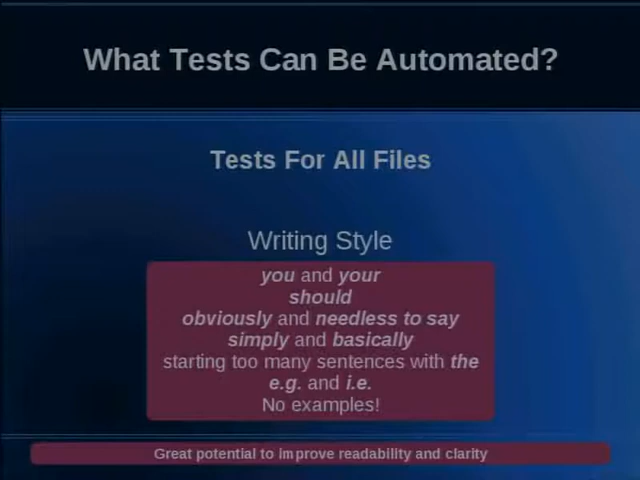 What Tests Can Be Automated?
Tests For All Files
Writing Style
you and your
should
obviously and needless to say
simply and basically
starting too many sentences with the
e.g. and i.e.
No examples!
Great potential to improve readability and clarity